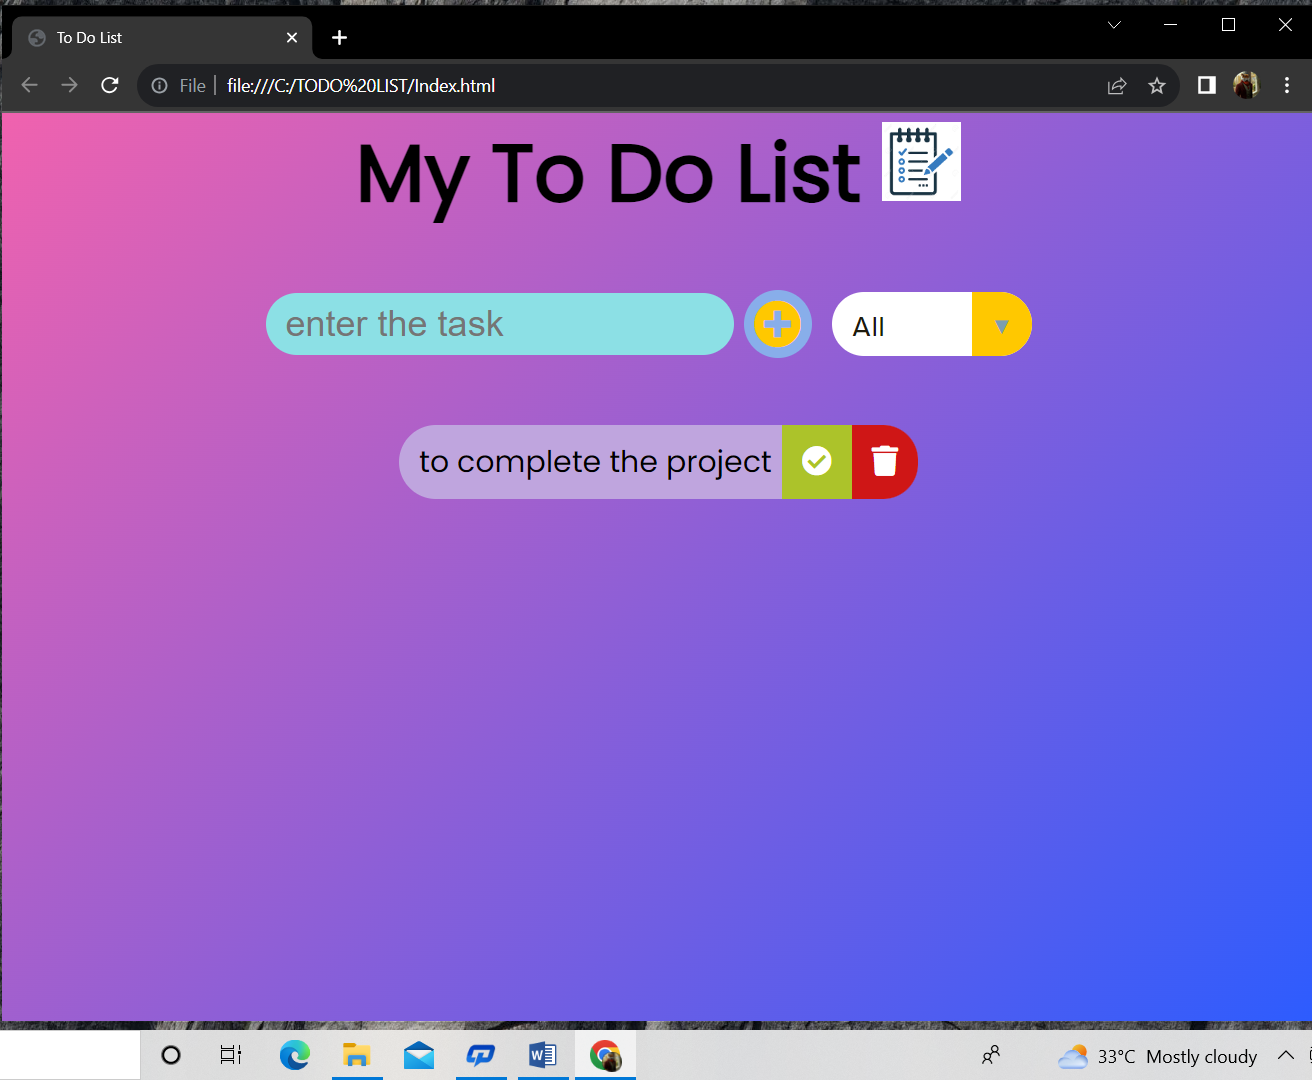 To Do List
File file:///C:/TODO%20LIST/Index.html
My To Do List
enter the task
All
to complete the project
33°C Mostly cloudy